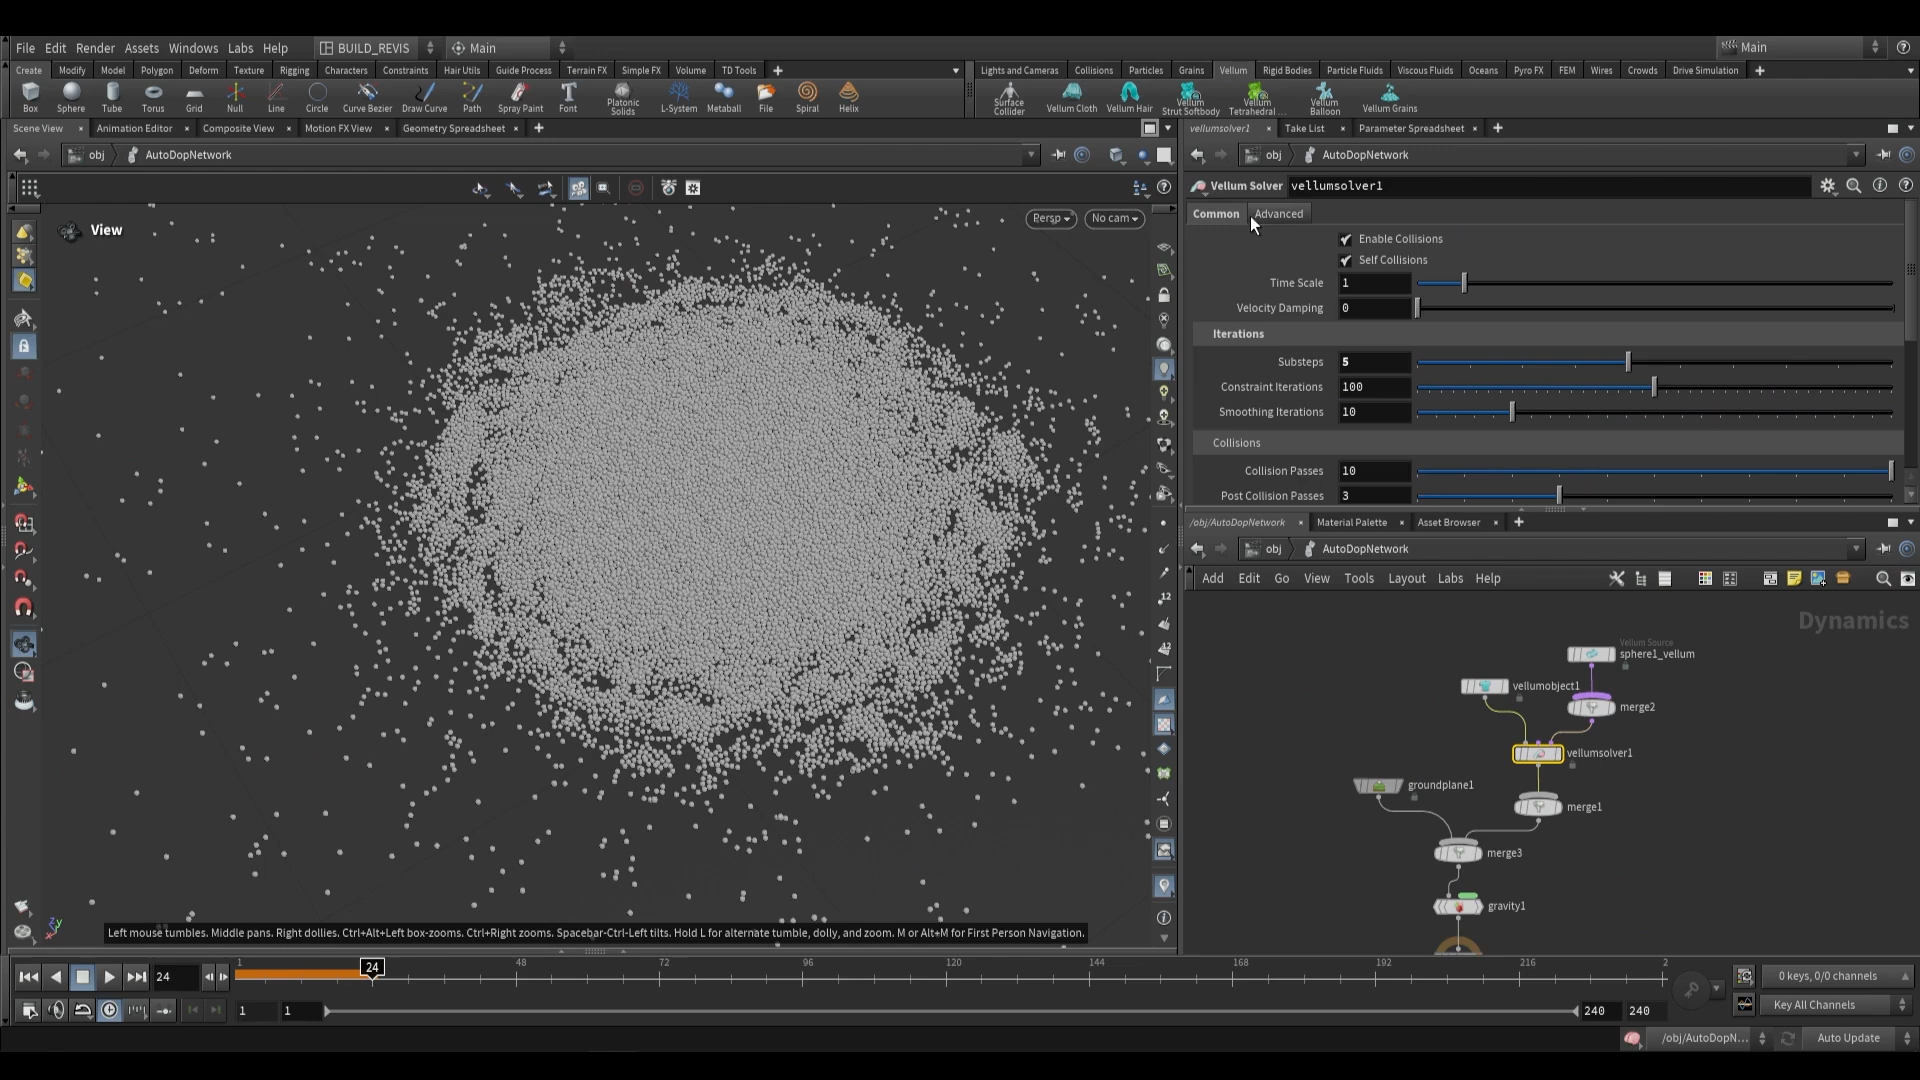 File Edit Render Assets Windows Labs Help BUILD_REVIS Main Main
Create Modify Model Polygon Deform Texture Rigging Characters Constraints Hair Utils Guide Process Terrain FX Simple FX Volume TD Tools
Lights and Cameras Collisions Particles Grains Vellum Rigid Bodies Particle Fluids Viscous Fluids Oceans Pyro FX FEM Wires Crowds Drive Simulation
Box Sphere Tube Torus Grid Null Line Circle Curve Bezier Draw Curve Path Spray Paint Font Platonic Solids L-System Metaball File Spiral Helix
Surface Collider Vellum Cloth Vellum Hair Vellum Strut Softbody Vellum Tetrahedral ... Vellum Balloon Vellum Grains
Scene View Animation Editor Composite View Motion FX View Geometry Spreadsheet
vellumsolver1 Take List Parameter Spreadsheet
obj AutoDopNetwork
obj AutoDopNetwork
Vellum Solver vellumsolver1
Common Advanced
Persp No cam
View
Enable Collisions
Self Collisions
Time Scale 1
Velocity Damping 0
Iterations
Substeps 5
Constraint Iterations 100
Smoothing Iterations 10
Collisions
Collision Passes 10
Post Collision Passes 3
/obj/AutoDopNetwork Material Palette Asset Browser
obj AutoDopNetwork
Add Edit Go View Tools Layout Labs Help
Dynamics
Vellum Source
sphere1_vellum
vellumobject1
merge2
vellumsolver1
groundplane1
merge1
merge3
gravity1
12
42
Left mouse tumbles. Middle pans. Right dollies. Ctrl+Alt+Left box-zooms. Ctrl+Right zooms. Spacebar-Ctrl-Left tilts. Hold L for alternate tumble, dolly, and zoom. M or Alt+M for First Person Navigation.
24 1 24 48 72 96 120 144 168 192 216 2
0 keys, 0/0 channels
1 1 240 240
Key All Channels
/obj/AutoDopN... Auto Update